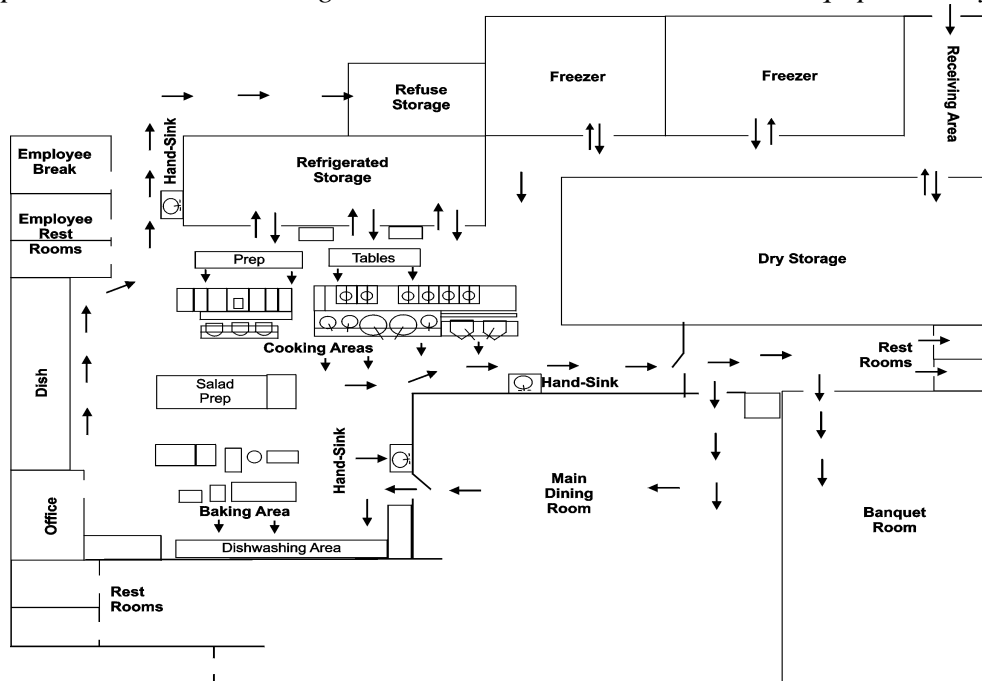 Refuse
Storage
Freezer
Freezer
Receiving Area
Employee
Break
Hand-Sink
Refrigerated
Storage
Employee
Rest
Rooms
Prep
Tables
Dry Storage
Cooking Areas
Rest
Rooms
Dish
Salad
Prep
Hand-Sink
Hand-Sink
Main
Dining
Room
Office
Baking Area
Banquet
Room
Dishwashing Area
Rest
Rooms